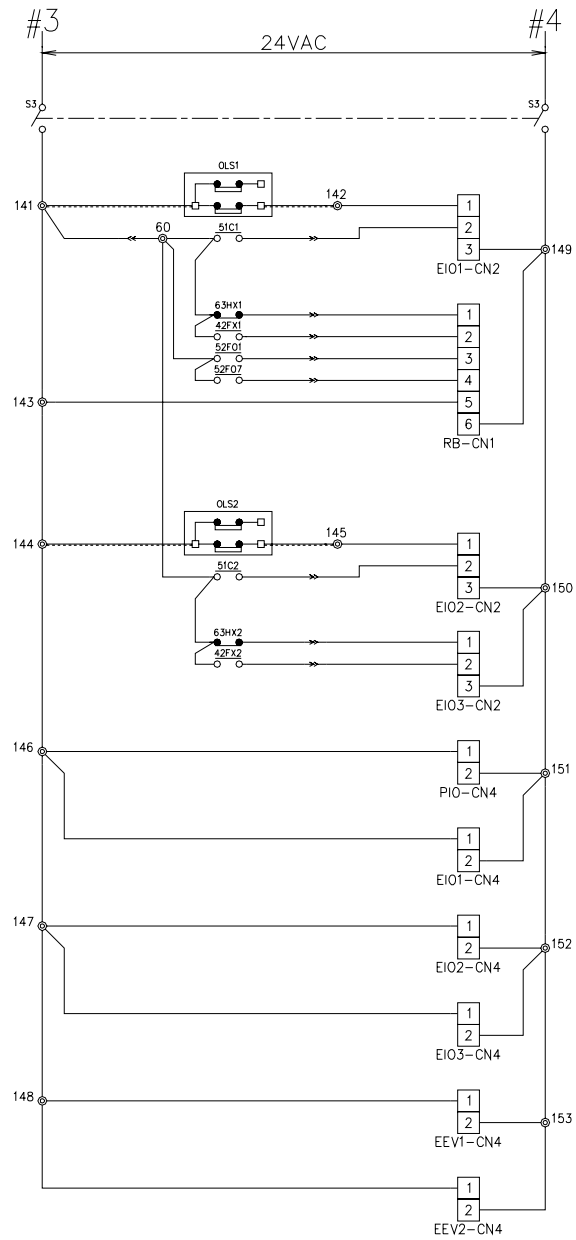 #3
#4
24VAC
S3
S3
OLS1
141
142
1
60
51C1
2
3
149
EIO1-CN2
63HX1
1
42FX1
2
52FO1
3
52FO7
4
143
5
6
RB-CN1
OLS2
144
145
1
51C2
2
3
150
EIO2-CN2
63HX2
1
42FX2
2
3
EIO3-CN2
146
1
2
151
PIO-CN4
1
2
EIO1-CN4
147
1
2
152
EIO2-CN4
1
2
EIO3-CN4
148
1
2
153
EEV1-CN4
1
2
EEV2-CN4